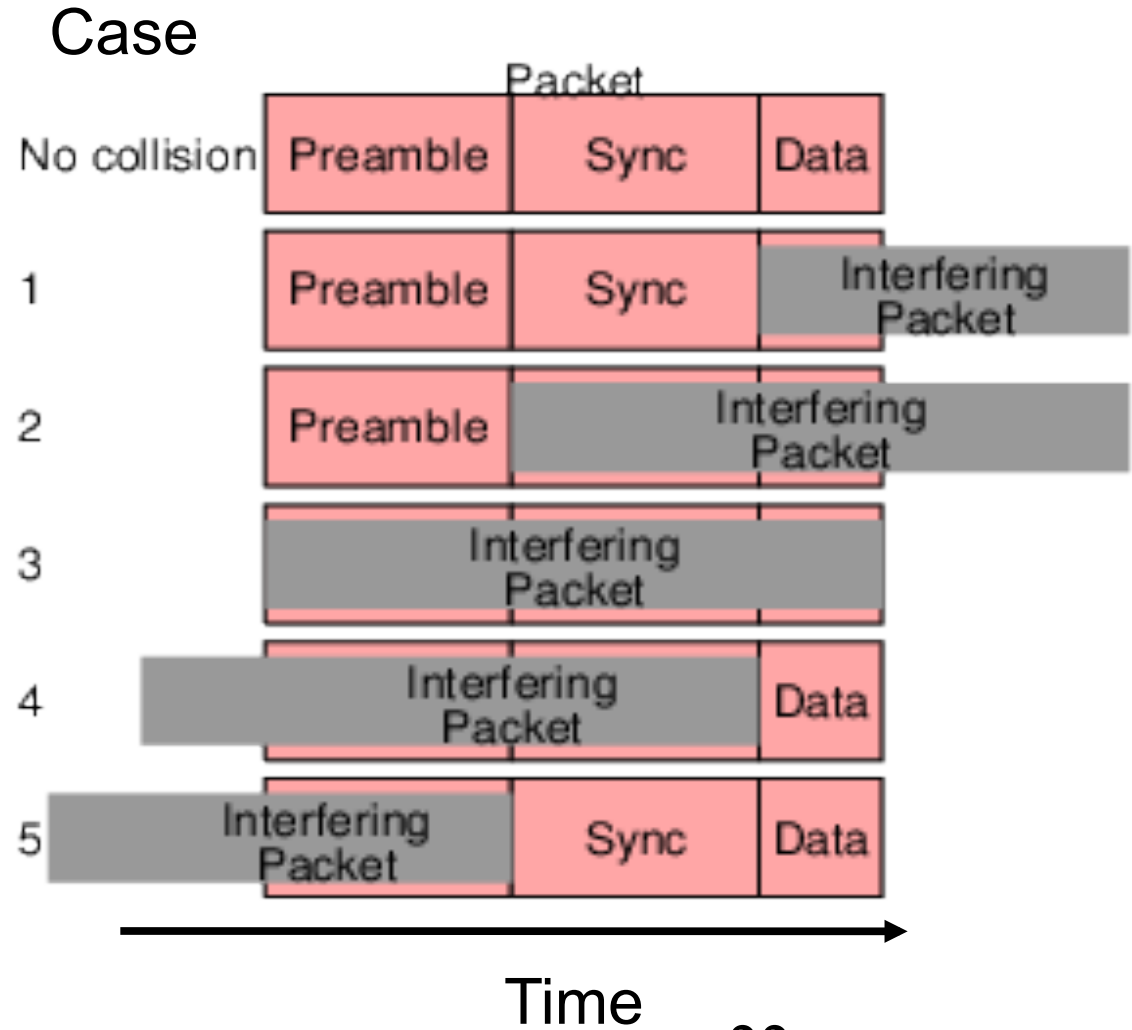 Case
Packet
No collision Preamble Sync Data
1 Preamble Sync Interfering
Packet
2 Preamble Interfering
Packet
3 Interfering
Packet
4 Interfering
Packet Data
5 Interfering
Packet Sync Data
Time